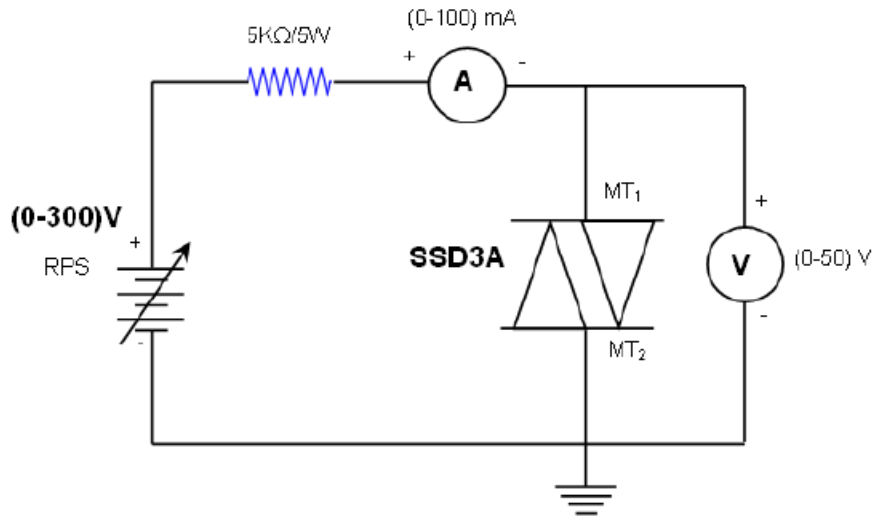 (0-100) mA
5KΩ/5W
+ -
A
MT₁
(0-300)V
+
+
RPS
SSD3A
V
(0-50) V
-
-
MT₂